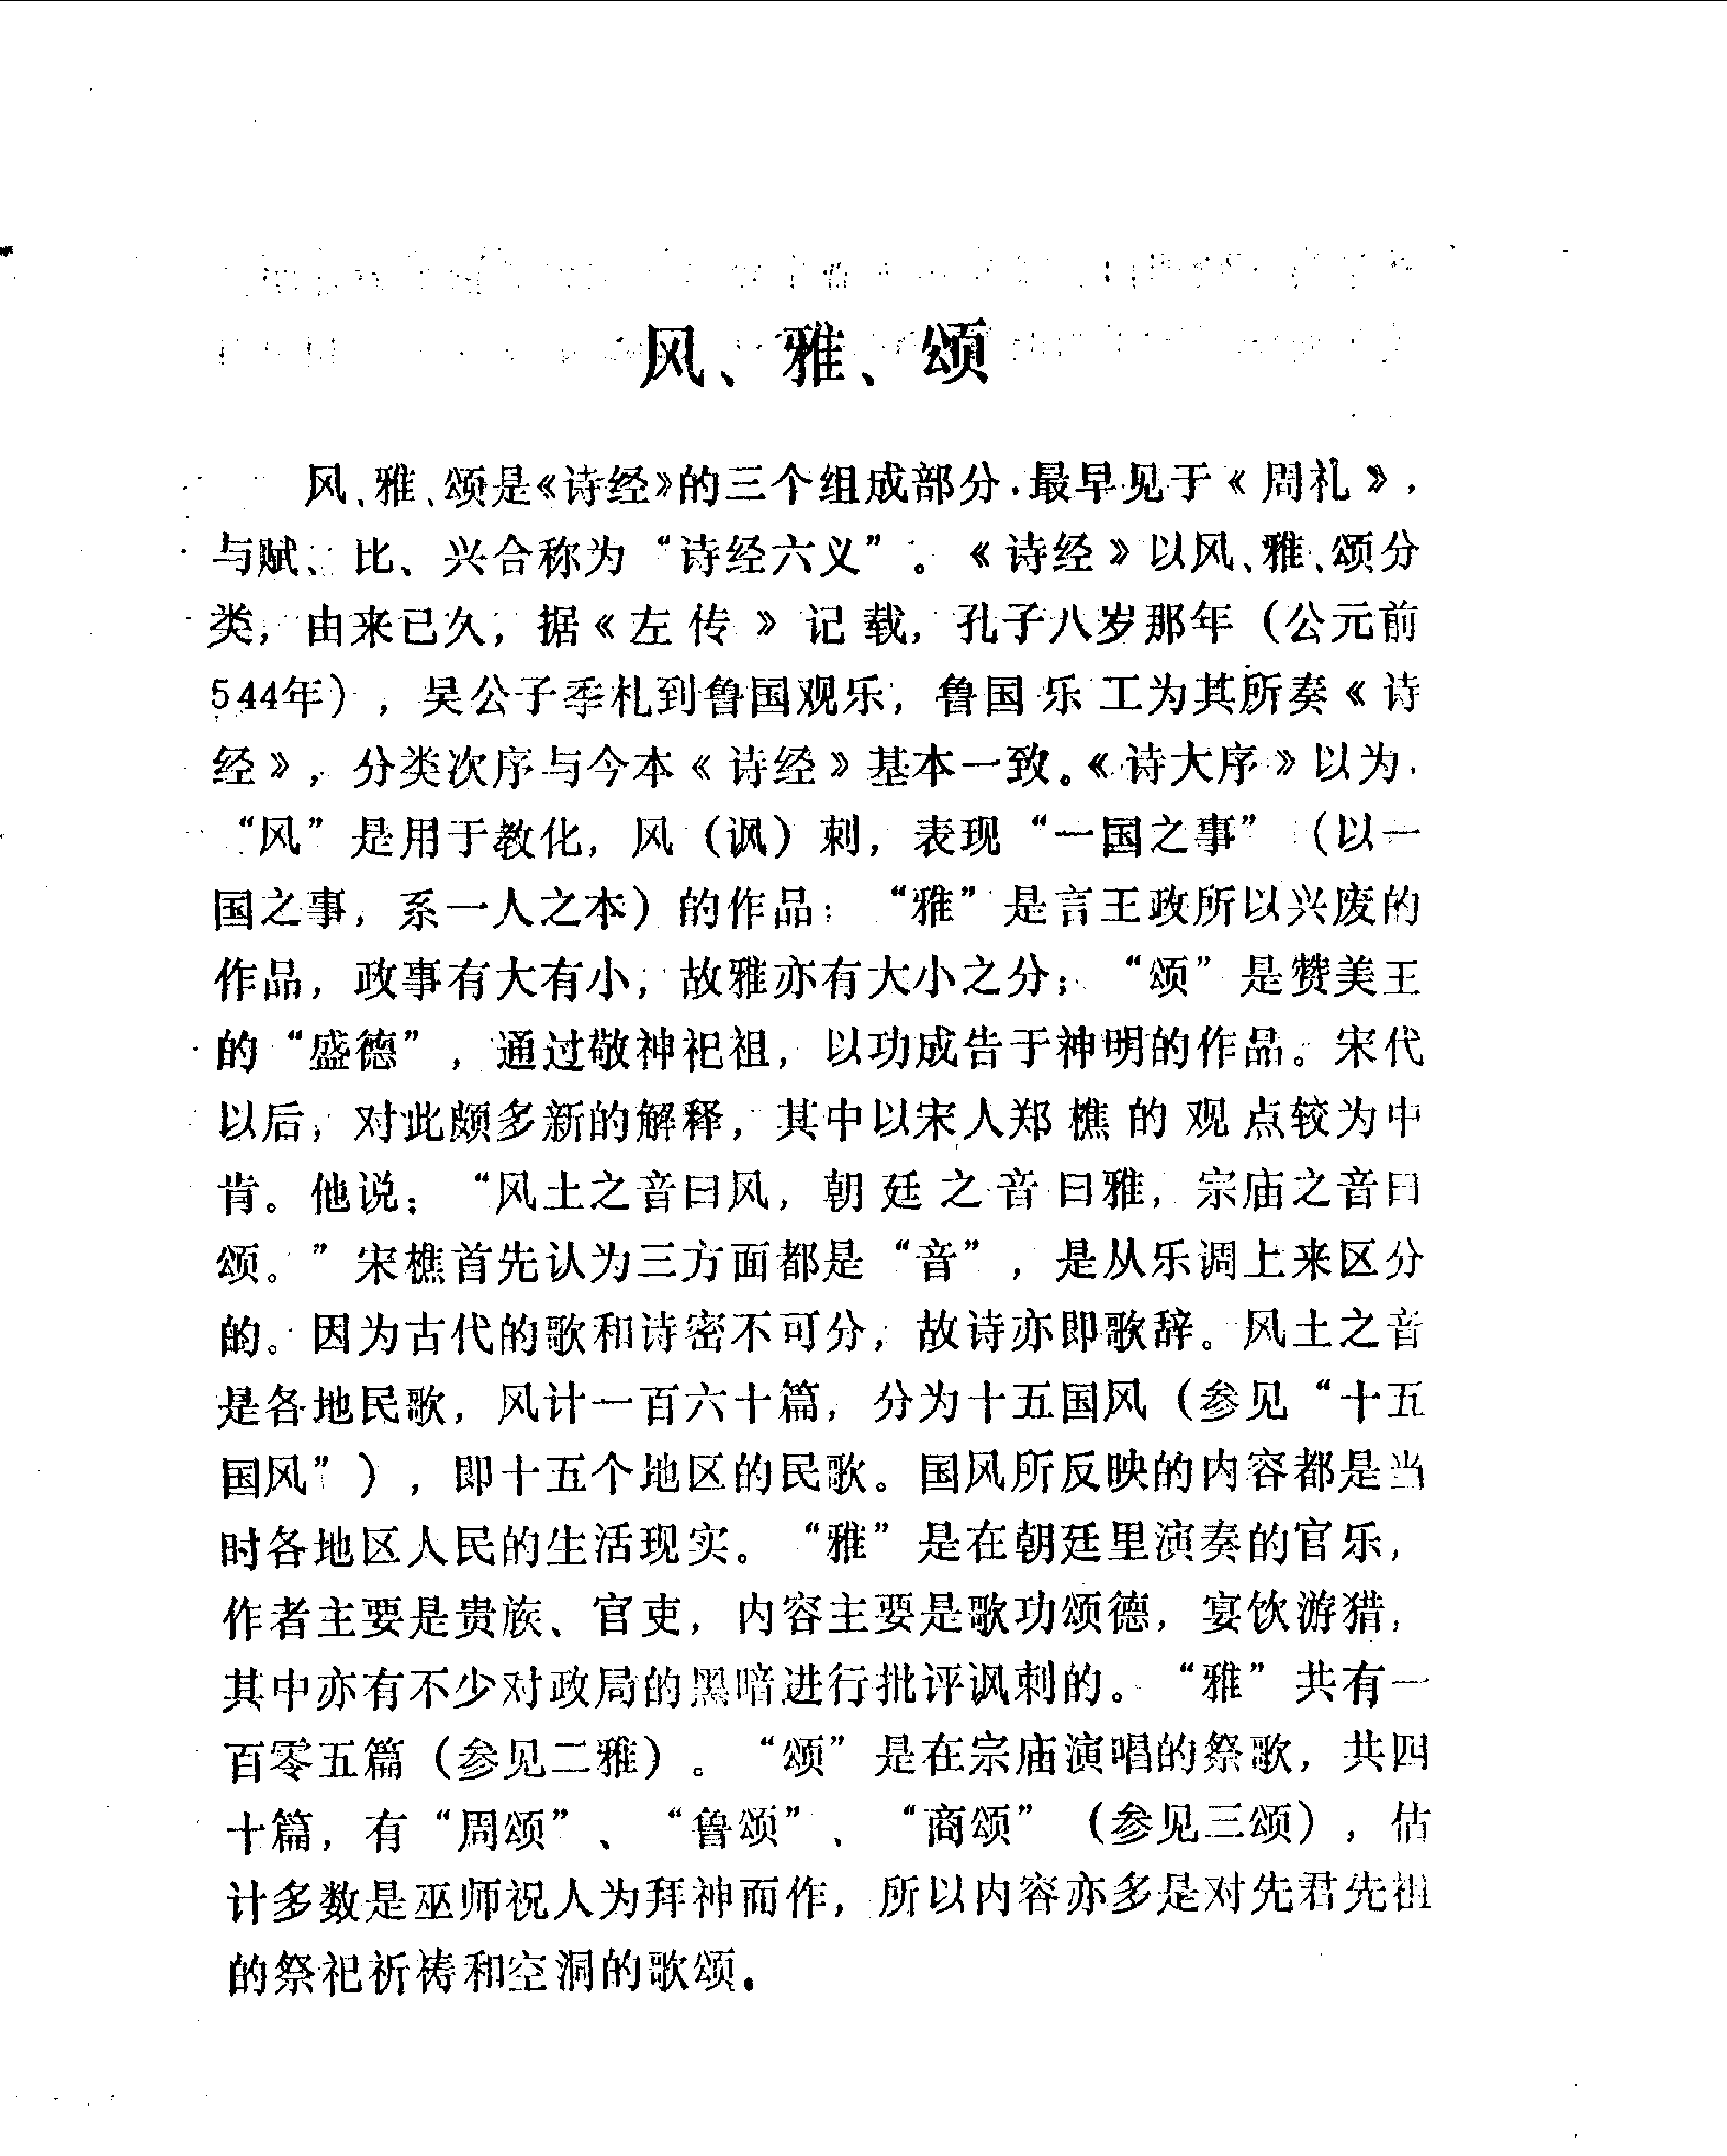 风、雅、颂
风、雅、颂是《诗经》的三个组成部分.最早见于《周礼》,
与赋、比、兴合称为“诗经六义”。《诗经》以风、雅、颂分
类,由来已久,据《左传》记载,孔子八岁那年(公元前
544年),吴公子季札到鲁国观乐,鲁国乐工为其所奏《诗
经》,分类次序与今本《诗经》基本一致。《诗大序》以为,
“风”是用于教化,风(讽)刺,表现“一国之事”(以一
国之事,系一人之本)的作品;“雅”是言王政所以兴废的
作品,政事有大有小,故雅亦有大小之分;“颂”是赞美王
的“盛德”,通过敬神祀祖,以功成告于神明的作品。宋代
以后,对此颇多新的解释,其中以宋人郑樵的观点较为中
肯。他说:“风土之音曰风,朝廷之音曰雅,宗庙之音曰
颂。”宋樵首先认为三方面都是“音”,是从乐调上来区分
的。因为古代的歌和诗密不可分,故诗亦即歌辞。风土之音
是各地民歌,风计一百六十篇,分为十五国风(参见“十五
国风”),即十五个地区的民歌。国风所反映的内容都是当
时各地区人民的生活现实。“雅”是在朝廷里演奏的官乐,
作者主要是贵族、官吏,内容主要是歌功颂德,宴饮游猎,
其中亦有不少对政局的黑暗进行批评讽刺的。“雅”共有一
百零五篇(参见二雅)。“颂”是在宗庙演唱的祭歌,共四
十篇,有“周颂”、“鲁颂”、“商颂”(参见三颂),估
计多数是巫师祝人为拜神而作,所以内容亦多是对先君先祖
的祭祀祈祷和空洞的歌颂.